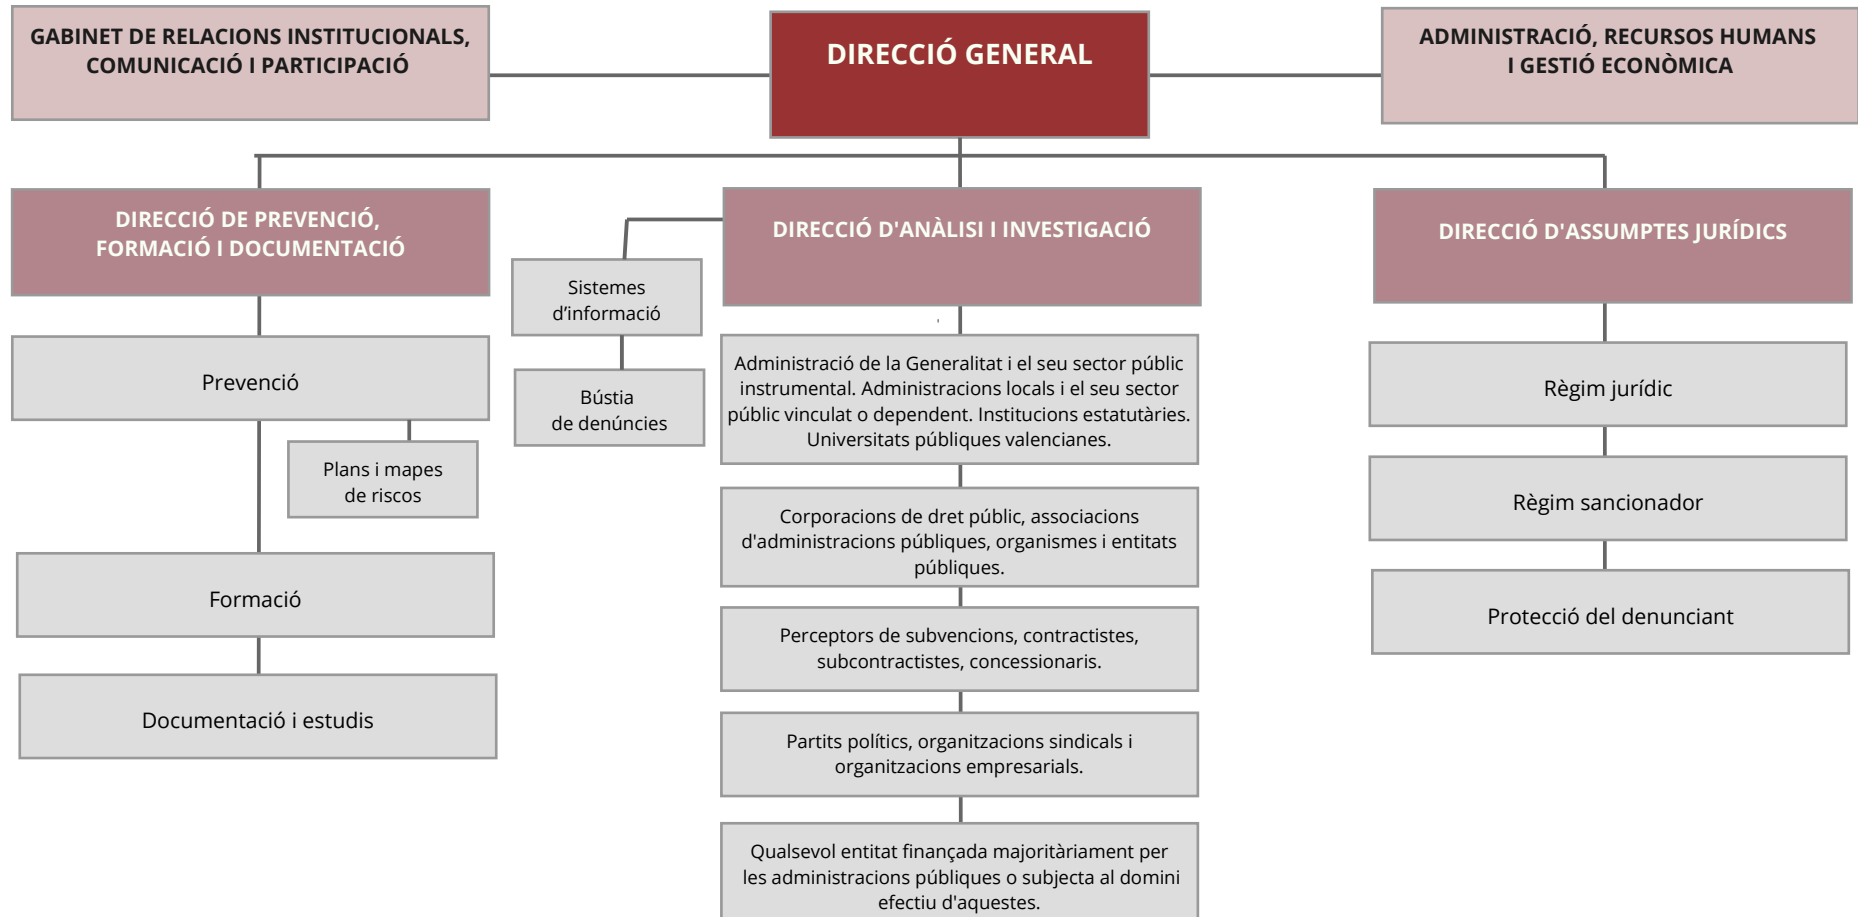 GABINET DE RELACIONS INSTITUCIONALS,
COMUNICACIÓ I PARTICIPACIÓ
DIRECCIÓ GENERAL
ADMINISTRACIÓ, RECURSOS HUMANS
I GESTIÓ ECONÒMICA
DIRECCIÓ DE PREVENCIÓ,
FORMACIÓ I DOCUMENTACIÓ
Prevenció
Plans i mapes
de riscos
Formació
Documentació i estudis
DIRECCIÓ D'ANÀLISI I INVESTIGACIÓ
Sistemes
d’informació
Bústia
de denúncies
Administració de la Generalitat i el seu sector públic
instrumental. Administracions locals i el seu sector
públic vinculat o dependent. Institucions estatutàries.
Universitats públiques valencianes.
Corporacions de dret públic, associacions
d'administracions públiques, organismes i entitats
públiques.
Perceptors de subvencions, contractistes,
subcontractistes, concessionaris.
Partits polítics, organitzacions sindicals i
organitzacions empresarials.
Qualsevol entitat finançada majoritàriament per
les administracions públiques o subjecta al domini
efectiu d'aquestes.
DIRECCIÓ D'ASSUMPTES JURÍDICS
Règim jurídic
Règim sancionador
Protecció del denunciant